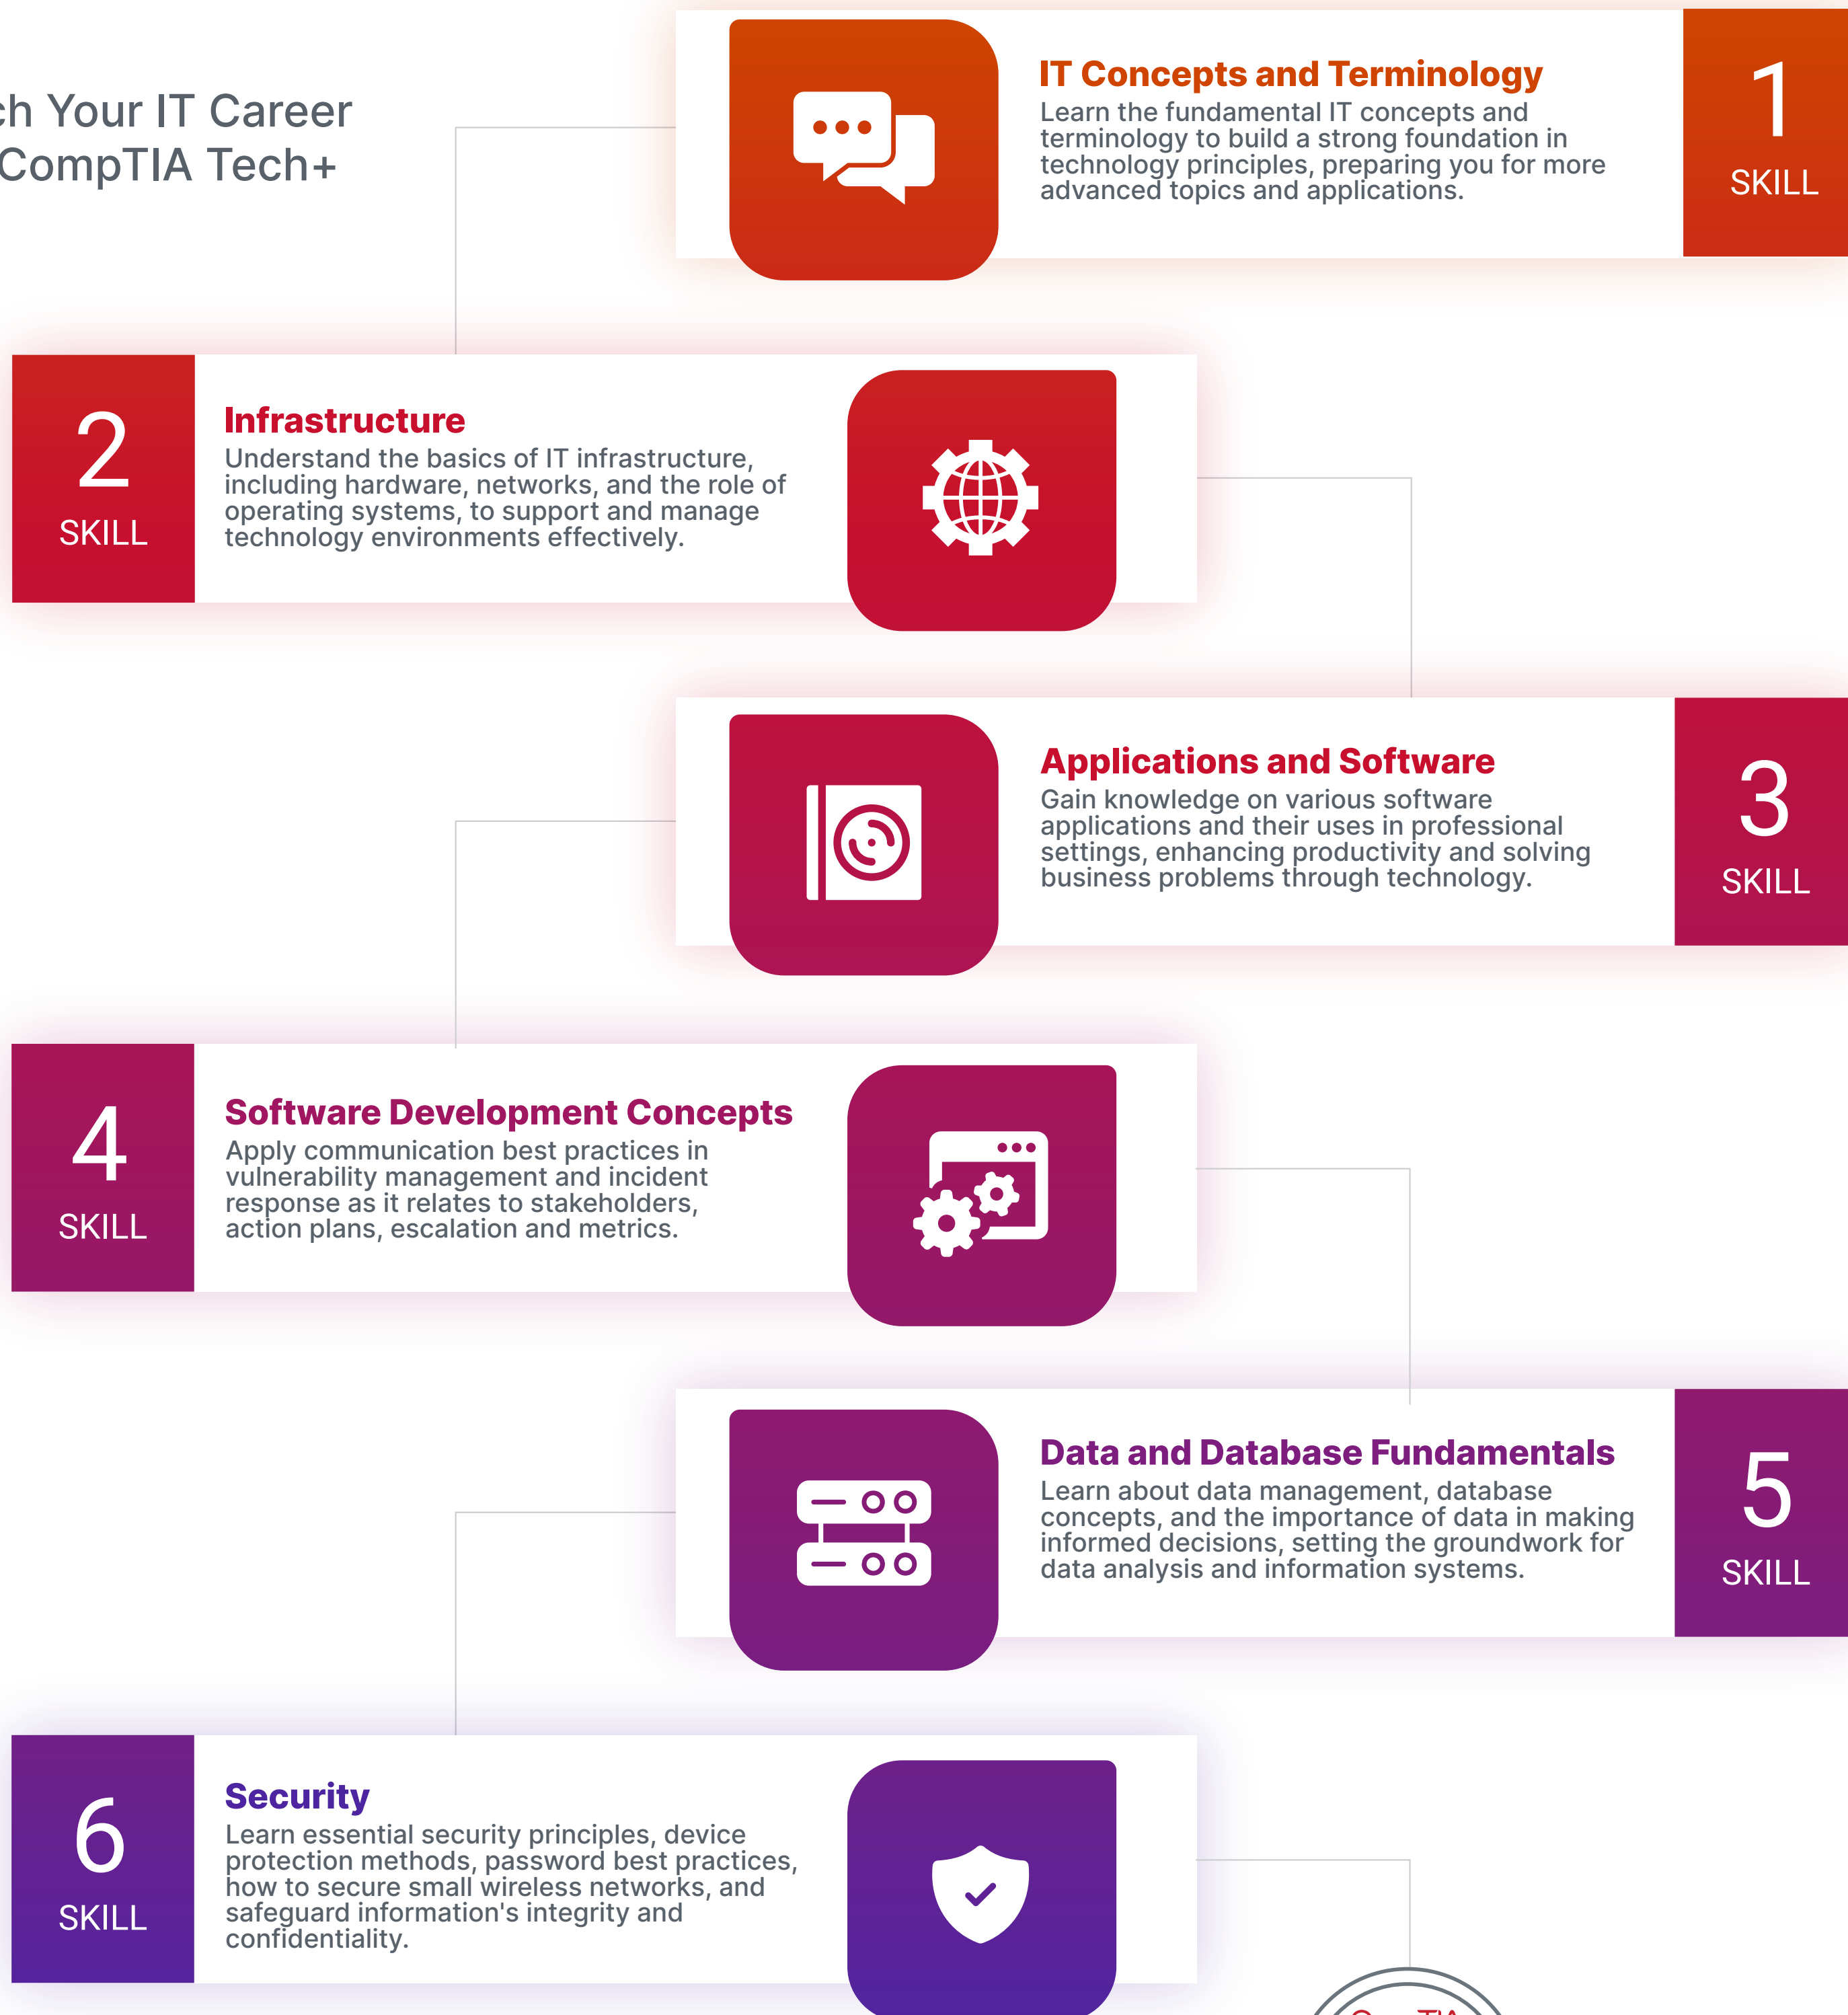 ch Your IT Career
CompTIA Tech+
IT Concepts and Terminology
Learn the fundamental IT concepts and
terminology to build a strong foundation in
technology principles, preparing you for more
advanced topics and applications.
1
SKILL
2
SKILL
Infrastructure
Understand the basics of IT infrastructure,
including hardware, networks, and the role of
operating systems, to support and manage
technology environments effectively.
Applications and Software
Gain knowledge on various software
applications and their uses in professional
settings, enhancing productivity and solving
business problems through technology.
3
SKILL
4
SKILL
Software Development Concepts
Apply communication best practices in
vulnerability management and incident
response as it relates to stakeholders,
action plans, escalation and metrics.
Data and Database Fundamentals
Learn about data management, database
concepts, and the importance of data in making
informed decisions, setting the groundwork for
data analysis and information systems.
5
SKILL
6
SKILL
Security
Learn essential security principles, device
protection methods, password best practices,
how to secure small wireless networks, and
safeguard information's integrity and
confidentiality.